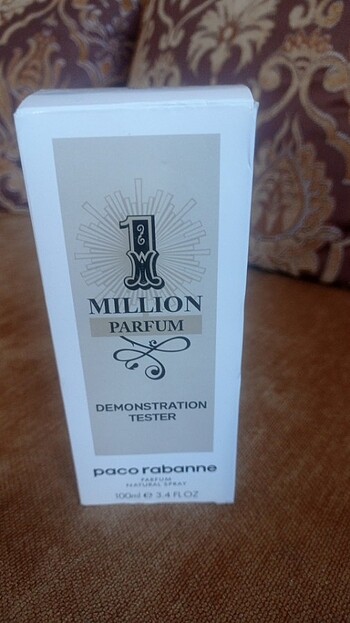 1
MILLION
PARFUM
DEMONSTRATION
TESTER
paco rabanne
PARFUM
NATURAL SPRAY
100ml ℮ 3.4 FL.OZ